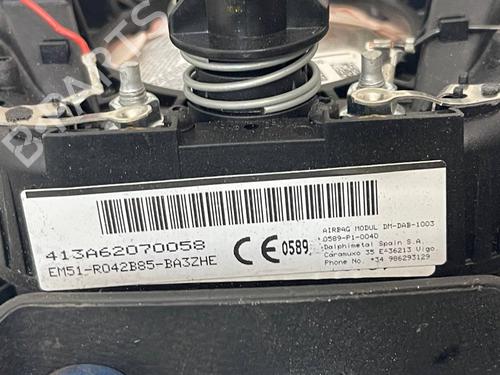 B-PARTS
413A62070058
EM51-R042B85-BA3ZHE
CE 0589
AIRBAG MODUL DM-DAB-1003
0589-P1-0040
Dalphimetal Spain S.A.
Caramuxo 35 E-36213 Vigo
Phone No. +34 986293129